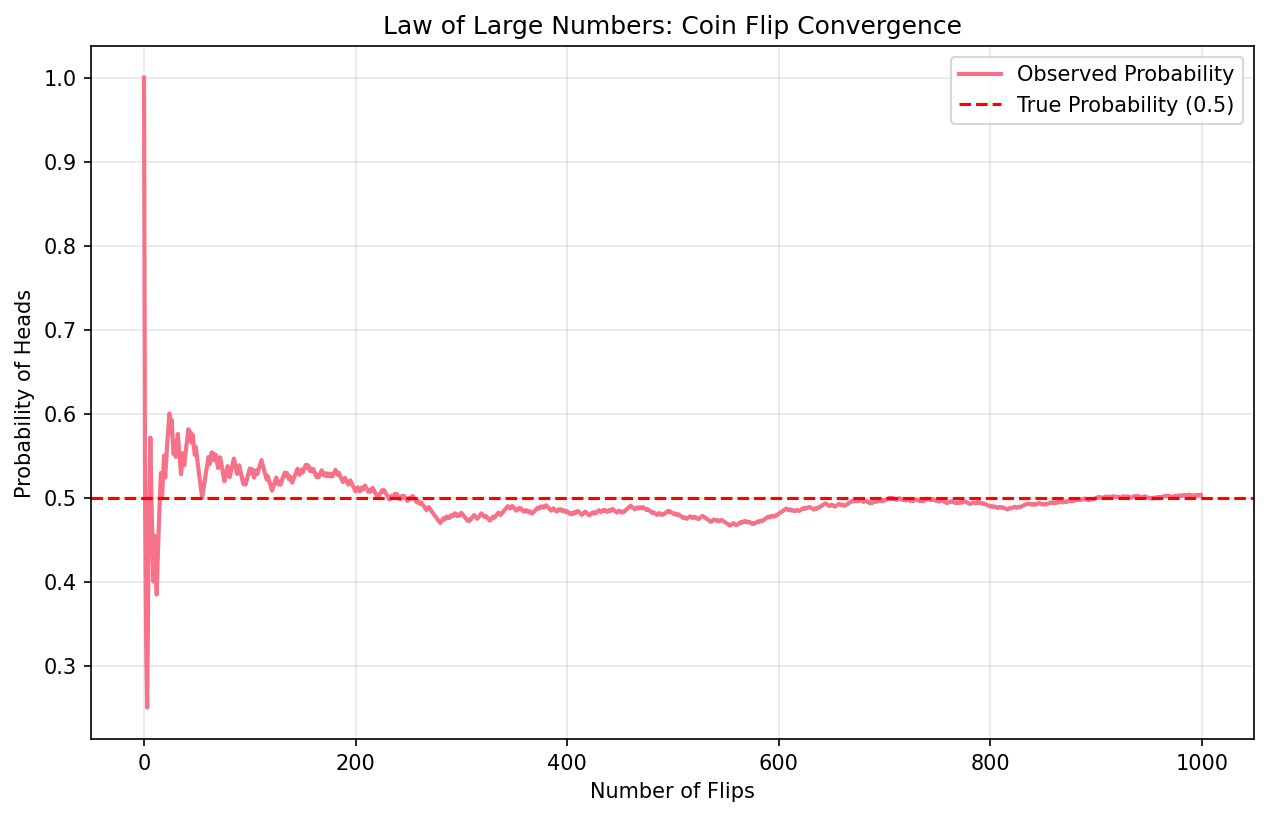 Law of Large Numbers: Coin Flip Convergence
Observed Probability
True Probability (0.5)
Probability of Heads
1.0
0.9
0.8
0.7
0.6
0.5
0.4
0.3
0 200 400 600 800 1000
Number of Flips